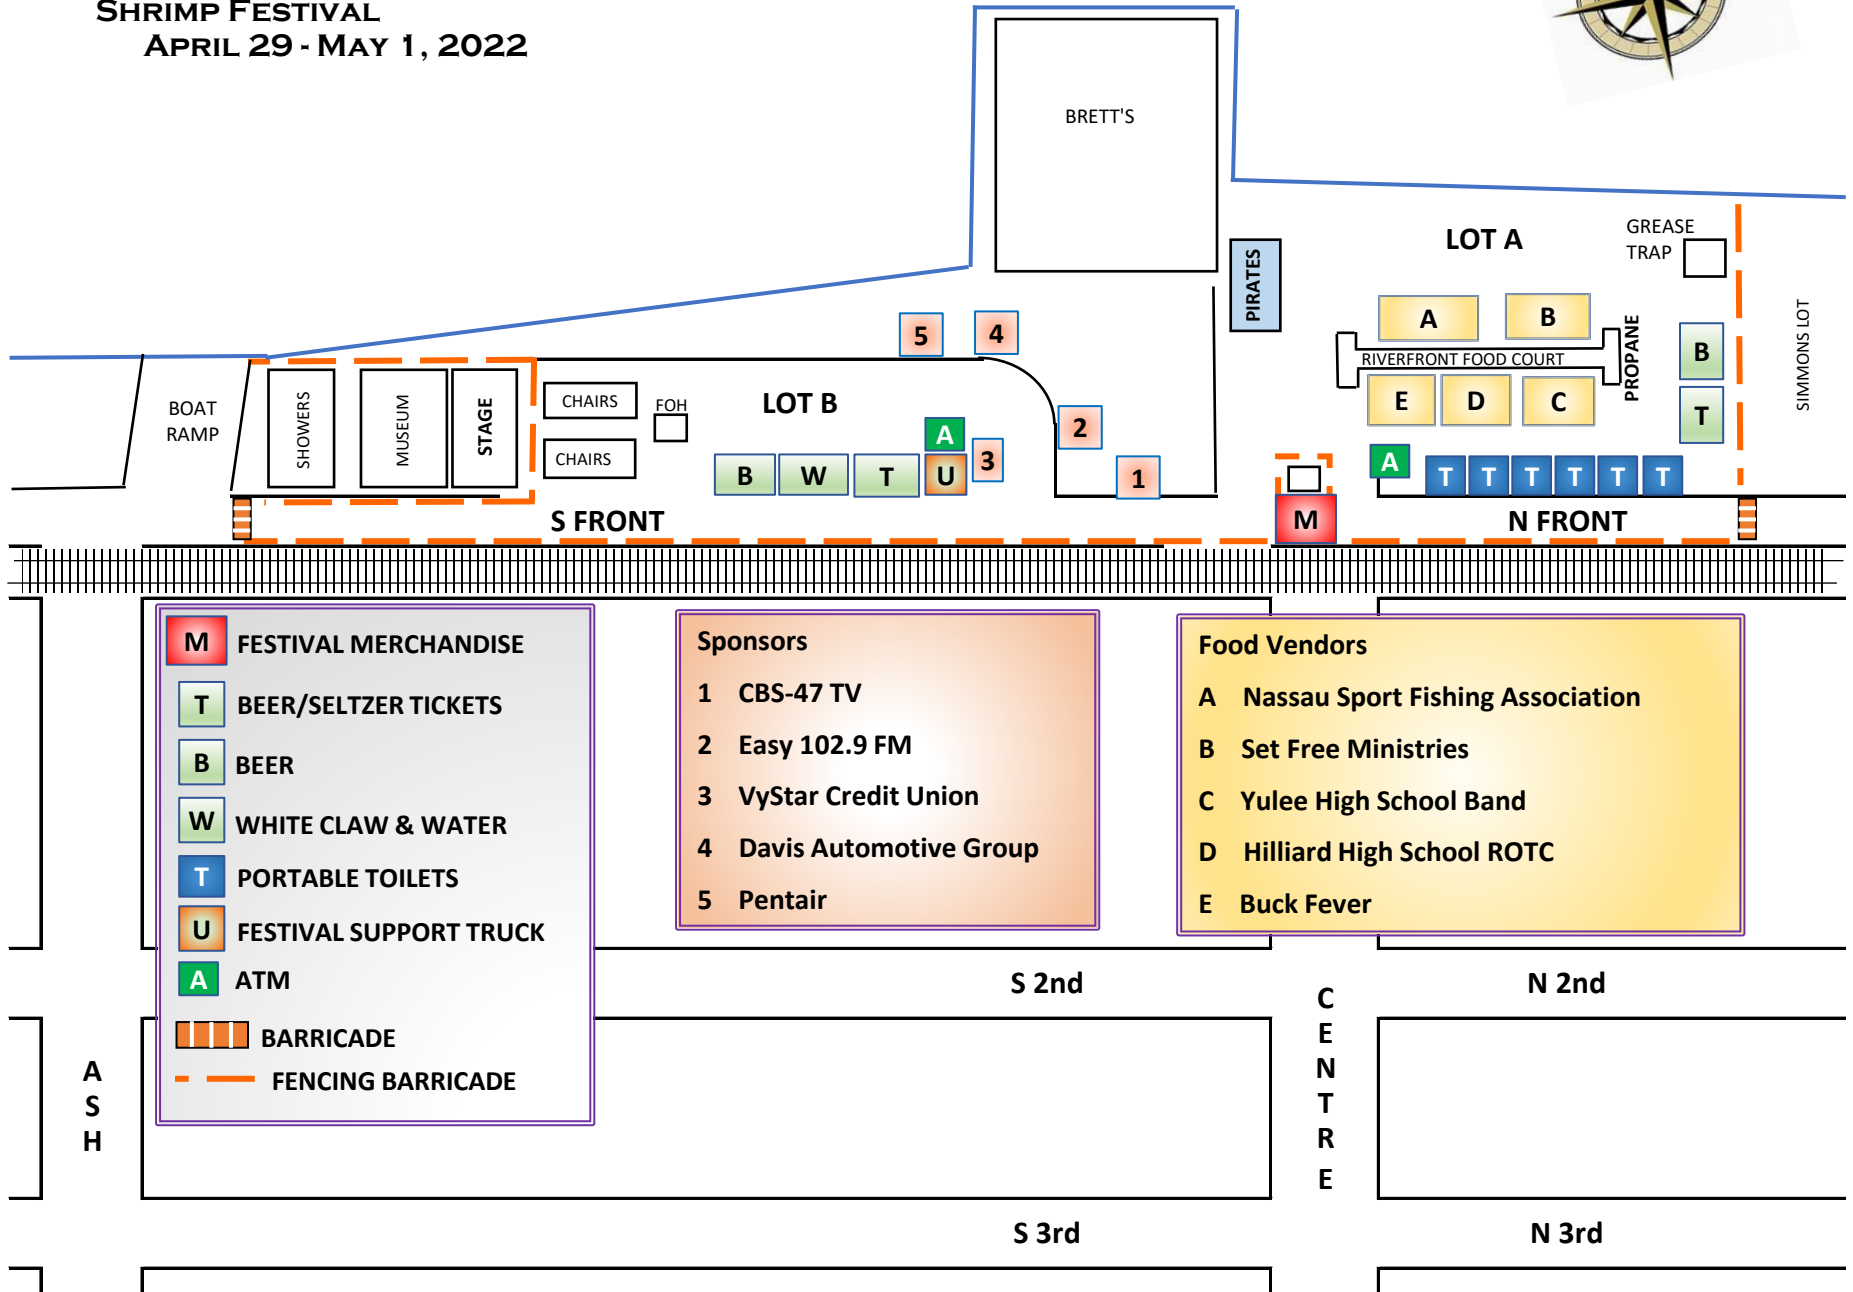 SHRIMP FESTIVAL
APRIL 29 - MAY 1, 2022
BRETT'S
PIRATES
LOT A
GREASE
TRAP
SIMMONS LOT
A
B
RIVERFRONT FOOD COURT
PROPANE
E
D
C
B
T
A
T T T T T T
M
N FRONT
5
4
2
1
BOAT
RAMP
SHOWERS
MUSEUM
STAGE
CHAIRS
CHAIRS
FOH
LOT B
A
B W T U
3
S FRONT
M FESTIVAL MERCHANDISE
T BEER/SELTZER TICKETS
B BEER
W WHITE CLAW & WATER
T PORTABLE TOILETS
U FESTIVAL SUPPORT TRUCK
A ATM
BARRICADE
FENCING BARRICADE
Sponsors
1 CBS-47 TV
2 Easy 102.9 FM
3 VyStar Credit Union
4 Davis Automotive Group
5 Pentair
Food Vendors
A Nassau Sport Fishing Association
B Set Free Ministries
C Yulee High School Band
D Hilliard High School ROTC
E Buck Fever
S 2nd
N 2nd
ASH
CENTRE
S 3rd
N 3rd